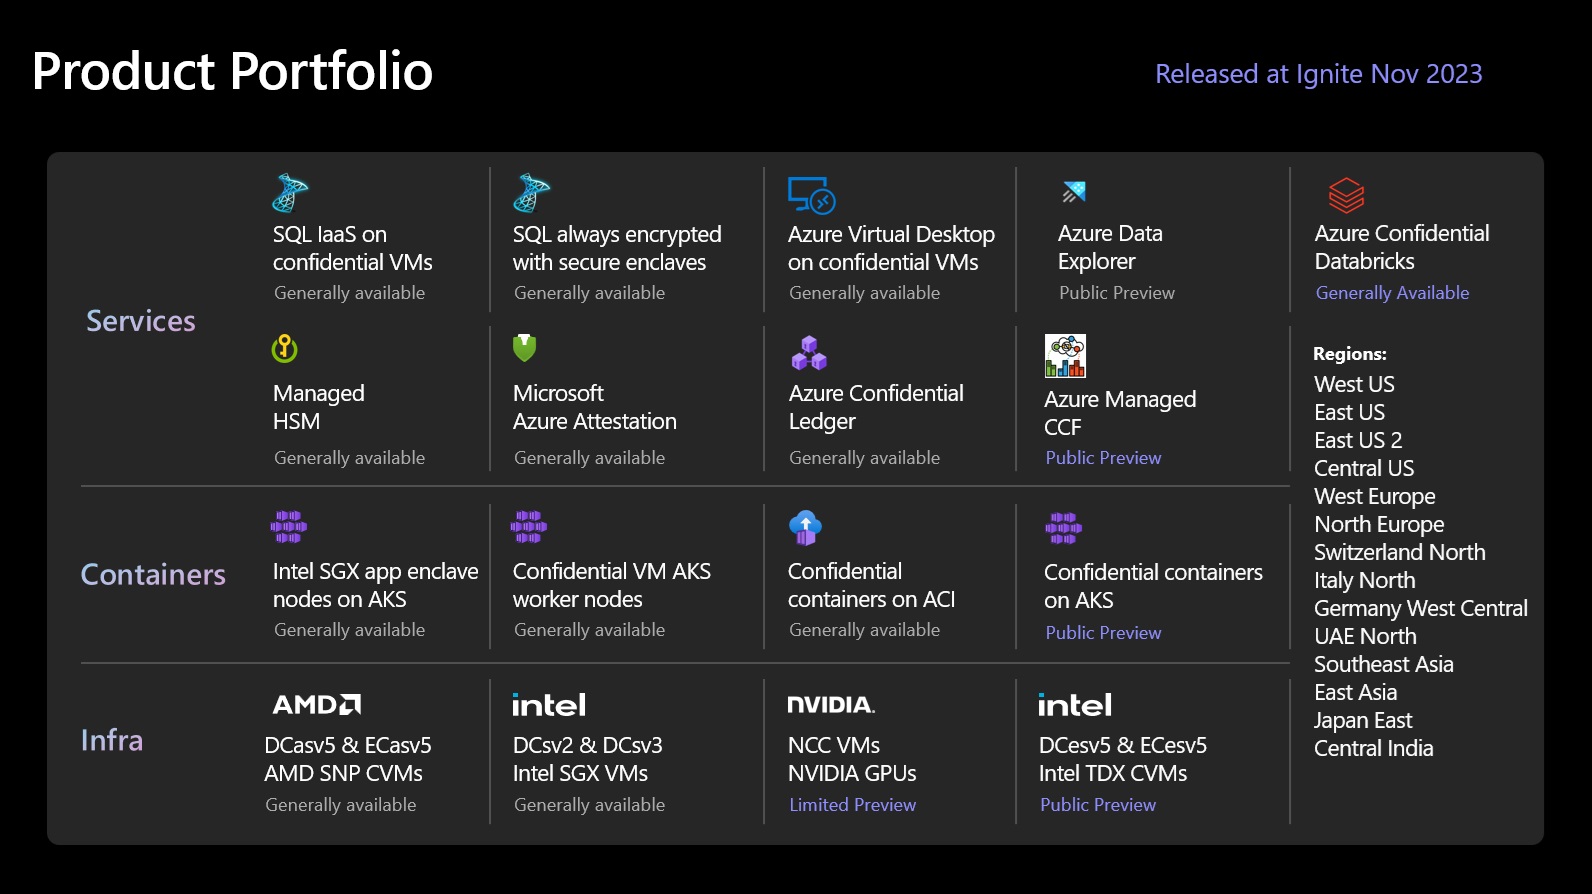 Product Portfolio
Released at Ignite Nov 2023
Services
SQL IaaS on
confidential VMs
Generally available
SQL always encrypted
with secure enclaves
Generally available
Azure Virtual Desktop
on confidential VMs
Generally available
Azure Data
Explorer
Public Preview
Azure Confidential
Databricks
Generally Available
Managed
HSM
Generally available
Microsoft
Azure Attestation
Generally available
Azure Confidential
Ledger
Generally available
Azure Managed
CCF
Public Preview
Containers
Intel SGX app enclave
nodes on AKS
Generally available
Confidential VM AKS
worker nodes
Generally available
Confidential
containers on ACI
Generally available
Confidential containers
on AKS
Public Preview
Infra
AMD
DCasv5 & ECasv5
AMD SNP CVMs
Generally available
intel
DCsv2 & DCsv3
Intel SGX VMs
Generally available
NVIDIA.
NCC VMs
NVIDIA GPUs
Limited Preview
intel
DCesv5 & ECesv5
Intel TDX CVMs
Public Preview
Regions:
West US
East US
East US 2
Central US
West Europe
North Europe
Switzerland North
Italy North
Germany West Central
UAE North
Southeast Asia
East Asia
Japan East
Central India